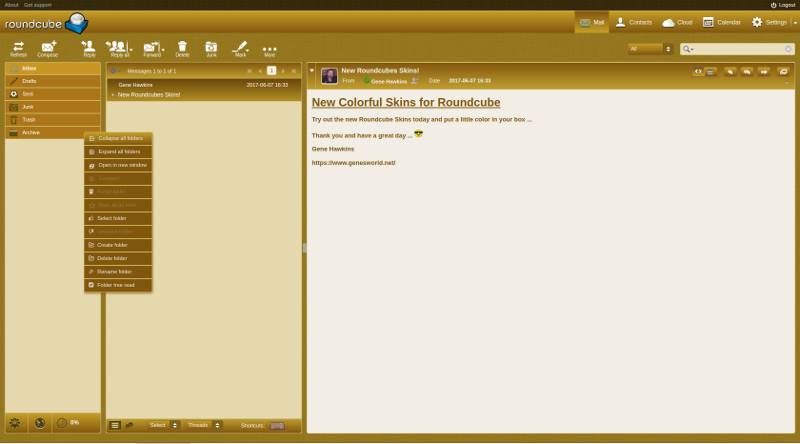 About Get support Logout
roundcube
Mail Contacts Cloud Calendar Settings
Refresh Compose Reply Reply all Forward Delete Junk Mark More
All
Inbox
Drafts
Sent
Junk
Trash
Archive
Collapse all folders
Expand all folders
Open in new window
Select folder
Create folder
Delete folder
Rename folder
Folder tree read
0%
Messages 1 to 1 of 1
1
Gene Hawkins 2017-06-07 16:33
New Roundcubes Skins!
Select Threads Shortcuts:
New Roundcubes Skins!
From Gene Hawkins Date 2017-06-07 16:33
New Colorful Skins for Roundcube
Try out the new Roundcube Skins today and put a little color in your box ...
Thank you and have a great day ...
Gene Hawkins
https://www.genesworld.net/